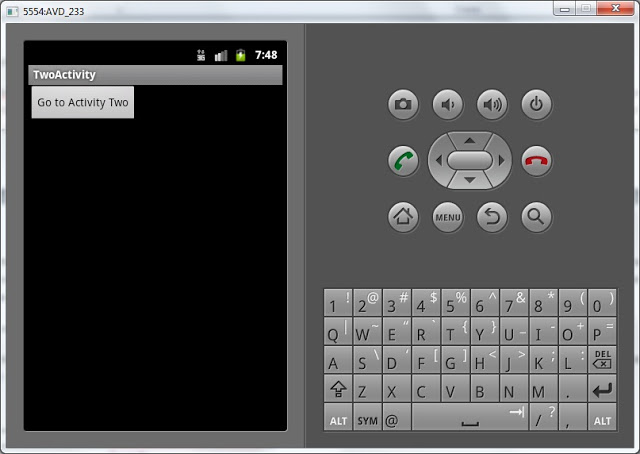 5554:AVD_233
3G 7:48
TwoActivity
Go to Activity Two
MENU
1 ! 2 @ 3 # 4 $ 5 % 6 ^ 7 & 8 * 9 ( 0 )
Q | W ~ E " R ` T { Y } U _ I - O + P =
A S \ D ' F [ G ] H < J > K ; L : DEL
Z X C V B N M .
ALT SYM @ / ? , ALT